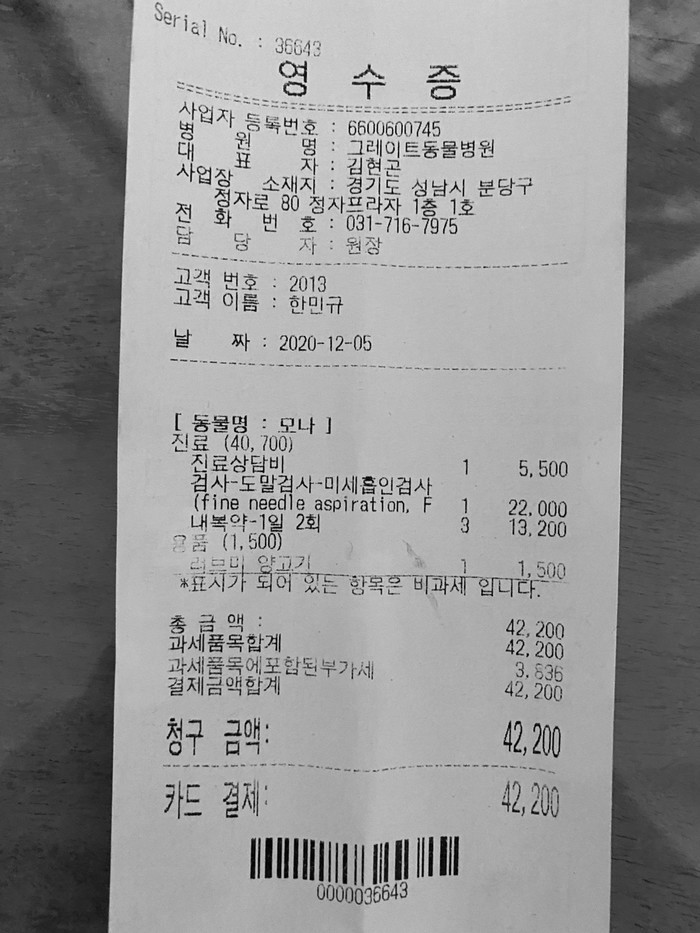 Serial No. : 36643
영 수 증
사업자 등록번호 : 6600600745
병 원 명 : 그레이트동물병원
대 표 자 : 김현곤
사업장 소재지 : 경기도 성남시 분당구
정자로 80 정자프라자 1층 1호
전 화 번 호 : 031-716-7975
담 당 자 : 원장
고객 번호 : 2013
고객 이름 : 한민규
날 짜 : 2020-12-05
[ 동물명 : 모나 ]
진료 (40,700)
진료상담비 1 5,500
검사-도말검사-미세흡인검사
(fine needle aspiration, F 1 22,000
내복약-1일 2회 3 13,200
용품 (1,500)
러브미 양고기 1 1,500
*표시가 되어 있는 항목은 비과세 입니다.
총 금 액 : 42,200
과세품목합계 42,200
과세품목에포함된부가세 3,836
결제금액합계 42,200
청구 금액: 42,200
카드 결제: 42,200
0000036643